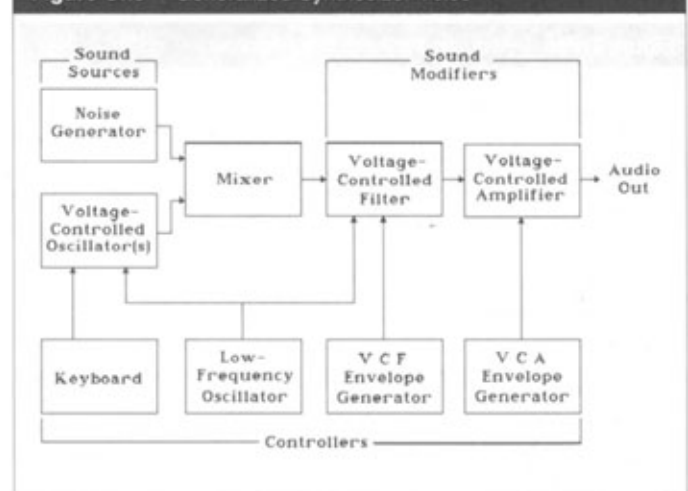 Sound
Sources
Sound
Modifiers
Noise
Generator
Mixer
Voltage-
Controlled
Filter
Voltage-
Controlled
Amplifier
Audio
Out
Voltage-
Controlled
Oscillator(s)
Keyboard
Low-
Frequency
Oscillator
V C F
Envelope
Generator
V C A
Envelope
Generator
Controllers